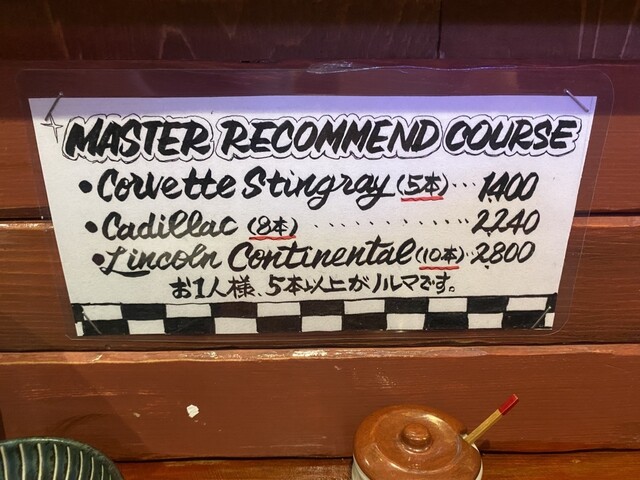 MASTER RECOMMEND COURSE
•Corvette Stingray (5本)…1400
•Cadillac (8本)............2240
•Lincoln Continental (10本)..2800
お1人様、5本以上がノルマです。